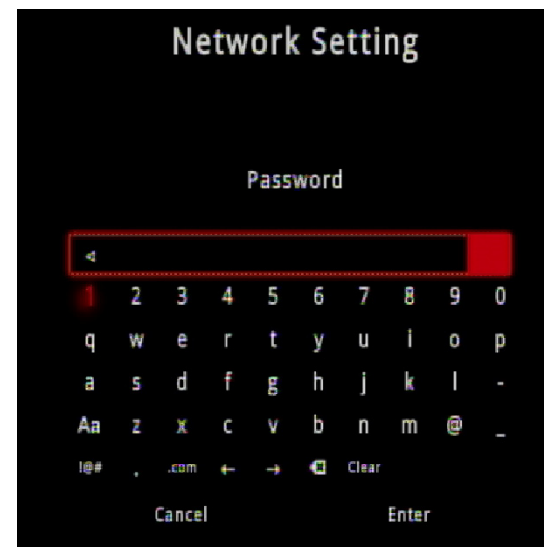 Network Setting
Password
1 2 3 4 5 6 7 8 9 0
q w e r t y u i o p
a s d f g h j k l -
Aa z x c v b n m @ _
!@# . .com ← → ⌫ Clear
Cancel Enter